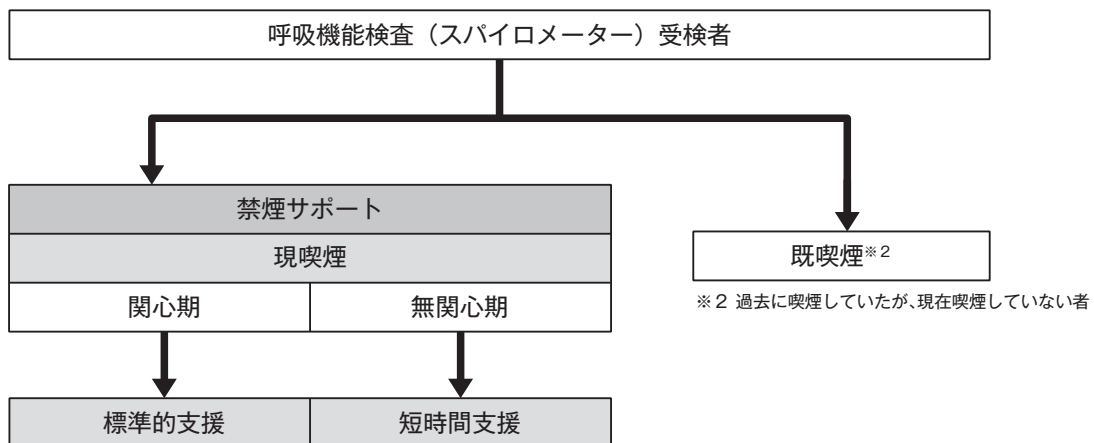 呼吸機能検査（スパイロメーター）受検者
禁煙サポート
現喫煙
既喫煙※2
関心期 無関心期
※2 過去に喫煙していたが、現在喫煙していない者
標準的支援 短時間支援